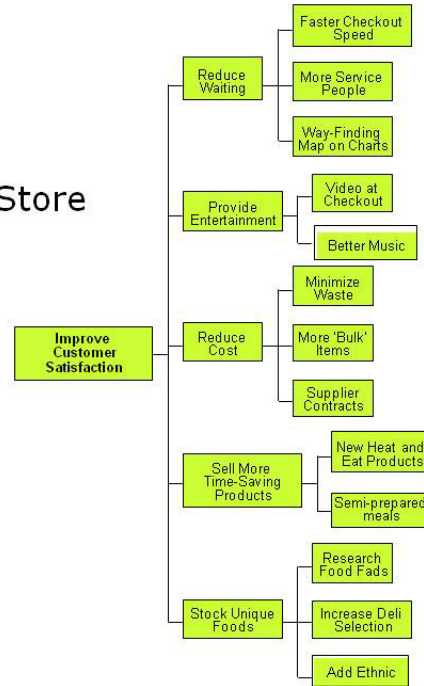 Store
Improve
Customer
Satisfaction
Reduce
Waiting
Faster Checkout
Speed
More Service
People
Way-Finding
Map on Charts
Provide
Entertainment
Video at
Checkout
Better Music
Reduce
Cost
Minimize
Waste
More 'Bulk'
Items
Supplier
Contracts
Sell More
Time-Saving
Products
New Heat and
Eat Products
Semi-prepared
meals
Stock Unique
Foods
Research
Food Fads
Increase Deli
Selection
Add Ethnic